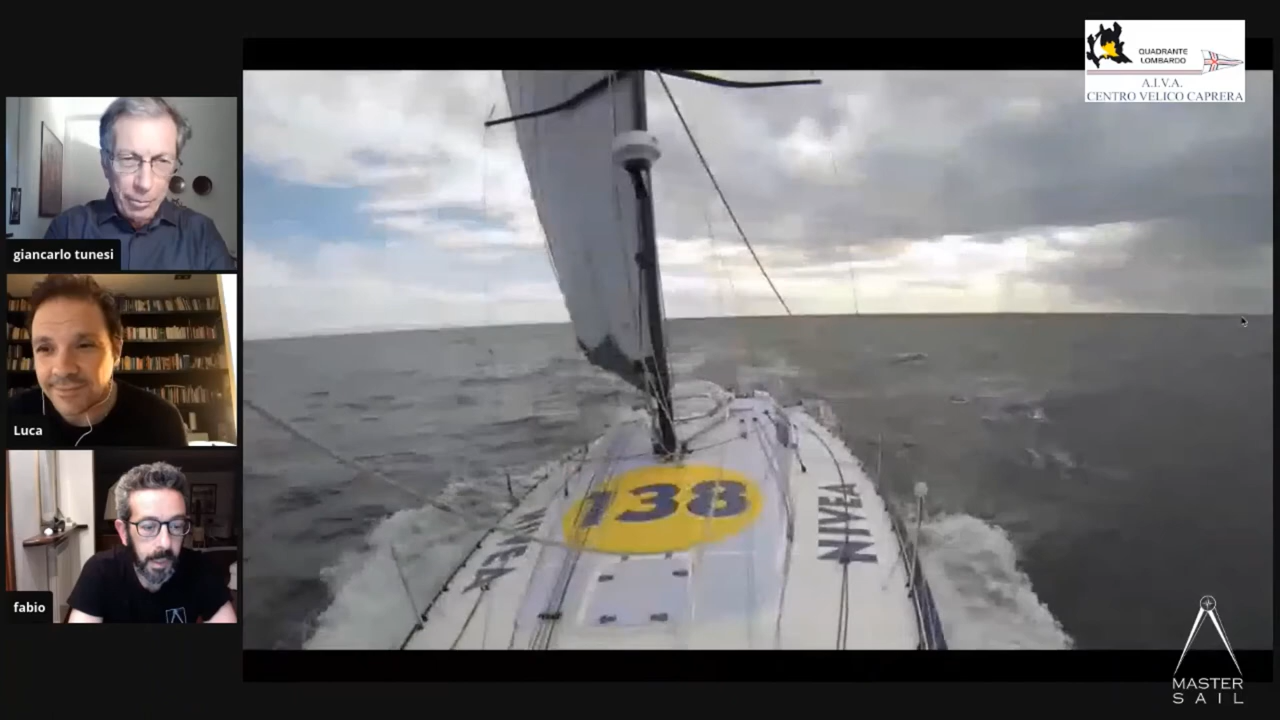 QUADRANTE
LOMBARDO
A.I.V.A.
CENTRO VELICO CAPRERA
giancarlo tunesi
Luca
fabio
138
NIVEA
NIVEA
MASTER
SAIL